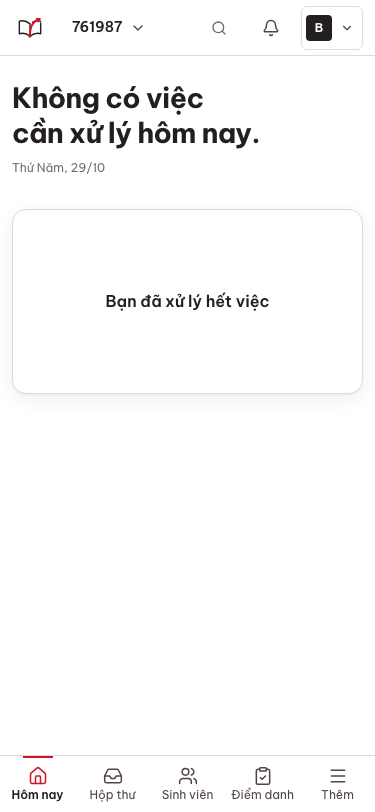 761987
B
Không có việc
cần xử lý hôm nay.
Thứ Năm, 29/10
Bạn đã xử lý hết việc
Hôm nay
Hộp thư
Sinh viên
Điểm danh
Thêm